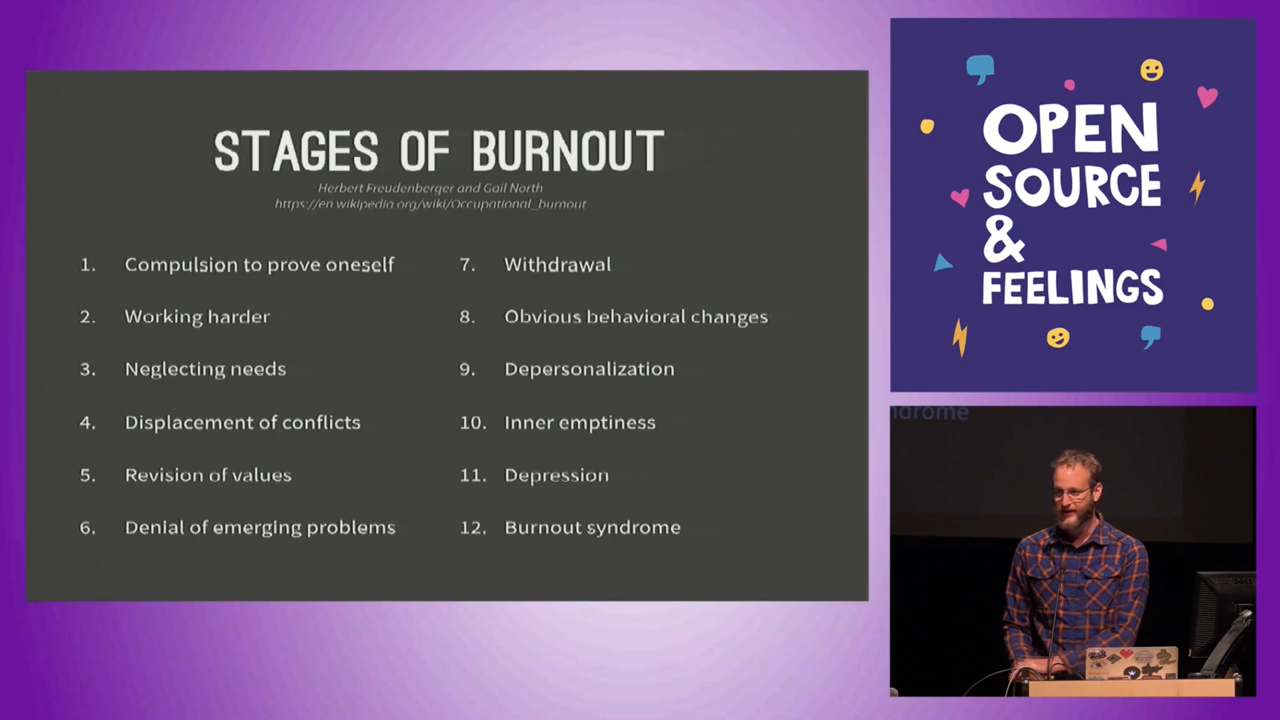 STAGES OF BURNOUT
Herbert Freudenberger and Gail North
https://en.wikipedia.org/wiki/Occupational_burnout
1. Compulsion to prove oneself
2. Working harder
3. Neglecting needs
4. Displacement of conflicts
5. Revision of values
6. Denial of emerging problems
7. Withdrawal
8. Obvious behavioral changes
9. Depersonalization
10. Inner emptiness
11. Depression
12. Burnout syndrome
OPEN
SOURCE
&
FEELINGS
drome
DELL